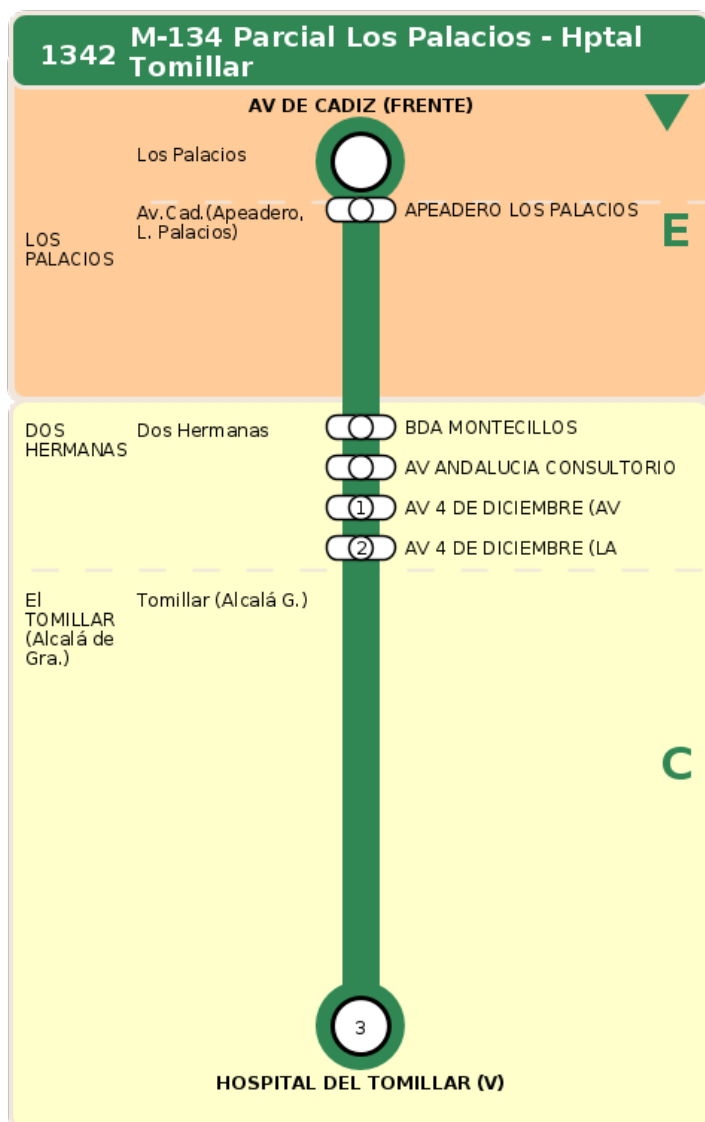 1342
M-134 Parcial Los Palacios - Hptal
Tomillar
AV DE CADIZ (FRENTE)
Los Palacios
Av.Cad.(Apeadero,
L. Palacios)
APEADERO LOS PALACIOS
E
LOS
PALACIOS
DOS
HERMANAS
Dos Hermanas
BDA MONTECILLOS
AV ANDALUCIA CONSULTORIO
1
AV 4 DE DICIEMBRE (AV
2
AV 4 DE DICIEMBRE (LA
El
TOMILLAR
(Alcalá de
Gra.)
Tomillar (Alcalá G.)
C
3
HOSPITAL DEL TOMILLAR (V)